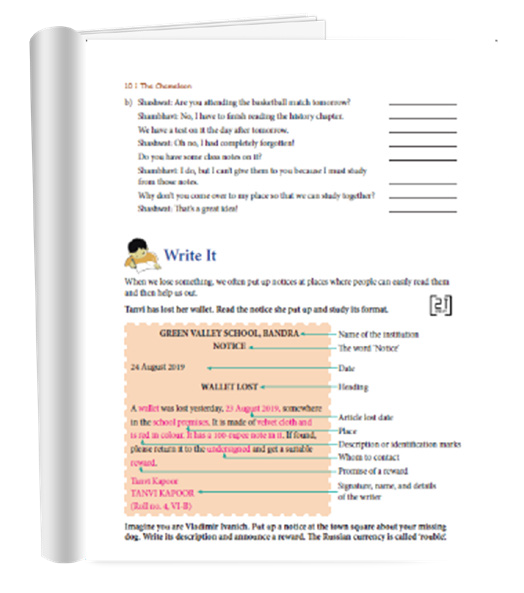 10 | The Chameleon
b) Shashwat: Are you attending the basketball match tomorrow?
Shambhavi: No, I have to finish reading the history chapter.
We have a test on it the day after tomorrow.
Shashwat: Oh no, I had completely forgotten!
Do you have some class notes on it?
Shambhavi: I do, but I can't give them to you because I must study
from those notes.
Why don't you come over to my place so that we can study together?
Shashwat: That's a great idea!
Write It
When we lose something, we often put up notices at places where people can easily read them
and then help us out.
Tanvi has lost her wallet. Read the notice she put up and study its format.
GREEN VALLEY SCHOOL, BANDRA
Name of the institution
NOTICE
The word 'Notice'
24 August 2019
Date
WALLET LOST
Heading
A wallet was lost yesterday, 23 August 2019, somewhere
Article lost date
in the school premises. It is made of velvet cloth and
Place
is red in colour. It has a 100-rupee note in it. If found,
Description or identification marks
please return it to the undersigned and get a suitable
Whom to contact
reward.
Promise of a reward
Tanvi Kapoor
TANVI KAPOOR
Signature, name, and details
of the writer
(Roll no. 4, VI-B)
Imagine you are Vladimir Ivanich. Put up a notice at the town square about your missing
dog. Write its description and announce a reward. The Russian currency is called 'rouble'.